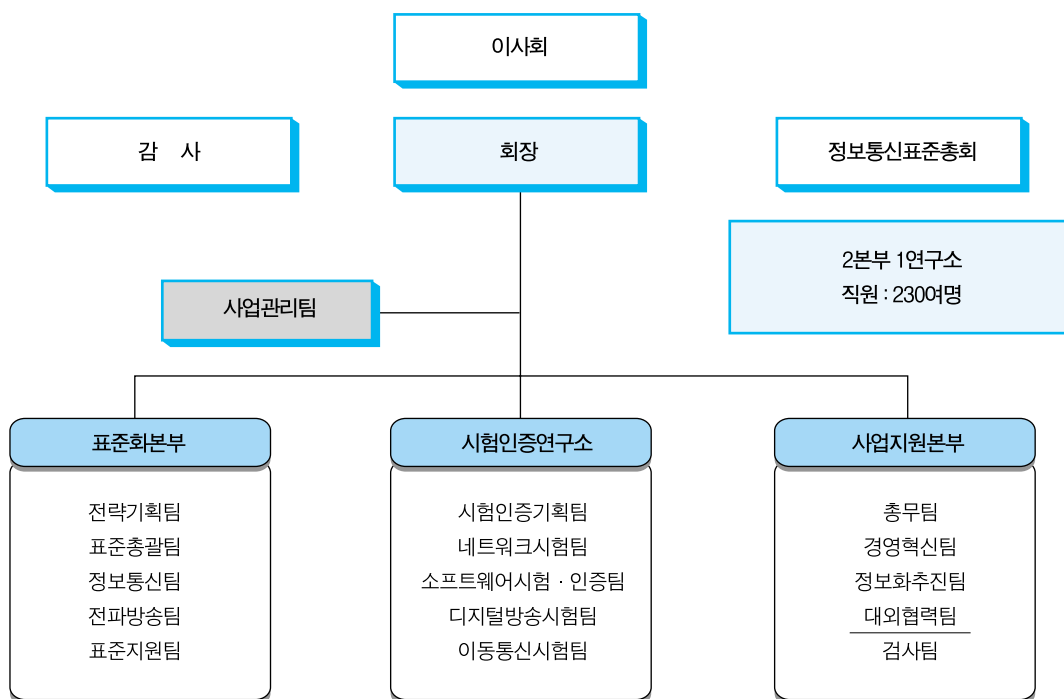 이사회
감 사
회장
정보통신표준총회
2본부 1연구소
직원 : 230여명
사업관리팀
표준화본부
전략기획팀
표준총괄팀
정보통신팀
전파방송팀
표준지원팀
시험인증연구소
시험인증기획팀
네트워크시험팀
소프트웨어시험 · 인증팀
디지털방송시험팀
이동통신시험팀
사업지원본부
총무팀
경영혁신팀
정보화추진팀
대외협력팀
검사팀